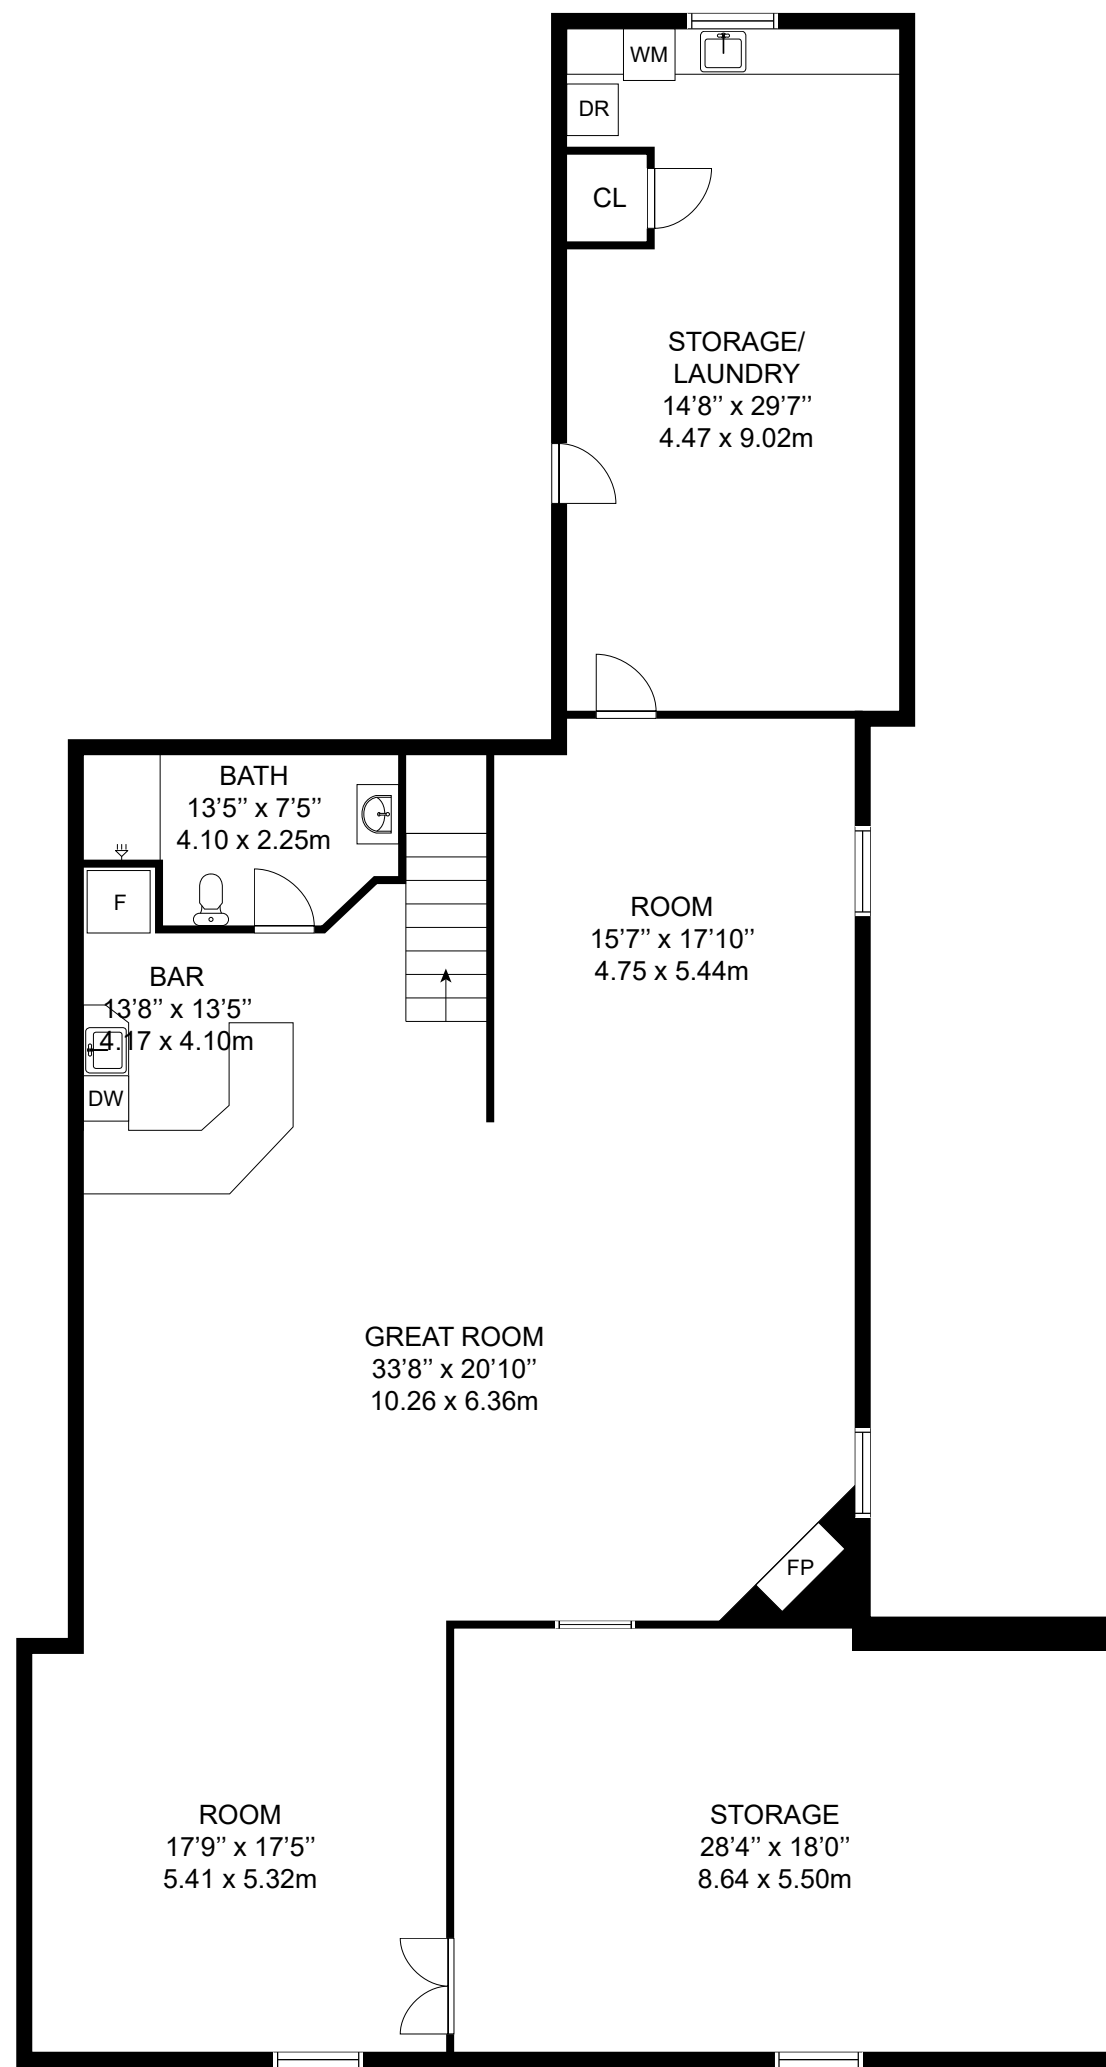 WM
DR
CL
STORAGE/
LAUNDRY
14’8’’ x 29’7’’
4.47 x 9.02m
BATH
13’5’’ x 7’5’’
4.10 x 2.25m
F
BAR
13’8’’ x 13’5’’
4.17 x 4.10m
DW
ROOM
15’7’’ x 17’10’’
4.75 x 5.44m
GREAT ROOM
33’8’’ x 20’10’’
10.26 x 6.36m
FP
ROOM
17’9’’ x 17’5’’
5.41 x 5.32m
STORAGE
28’4’’ x 18’0’’
8.64 x 5.50m